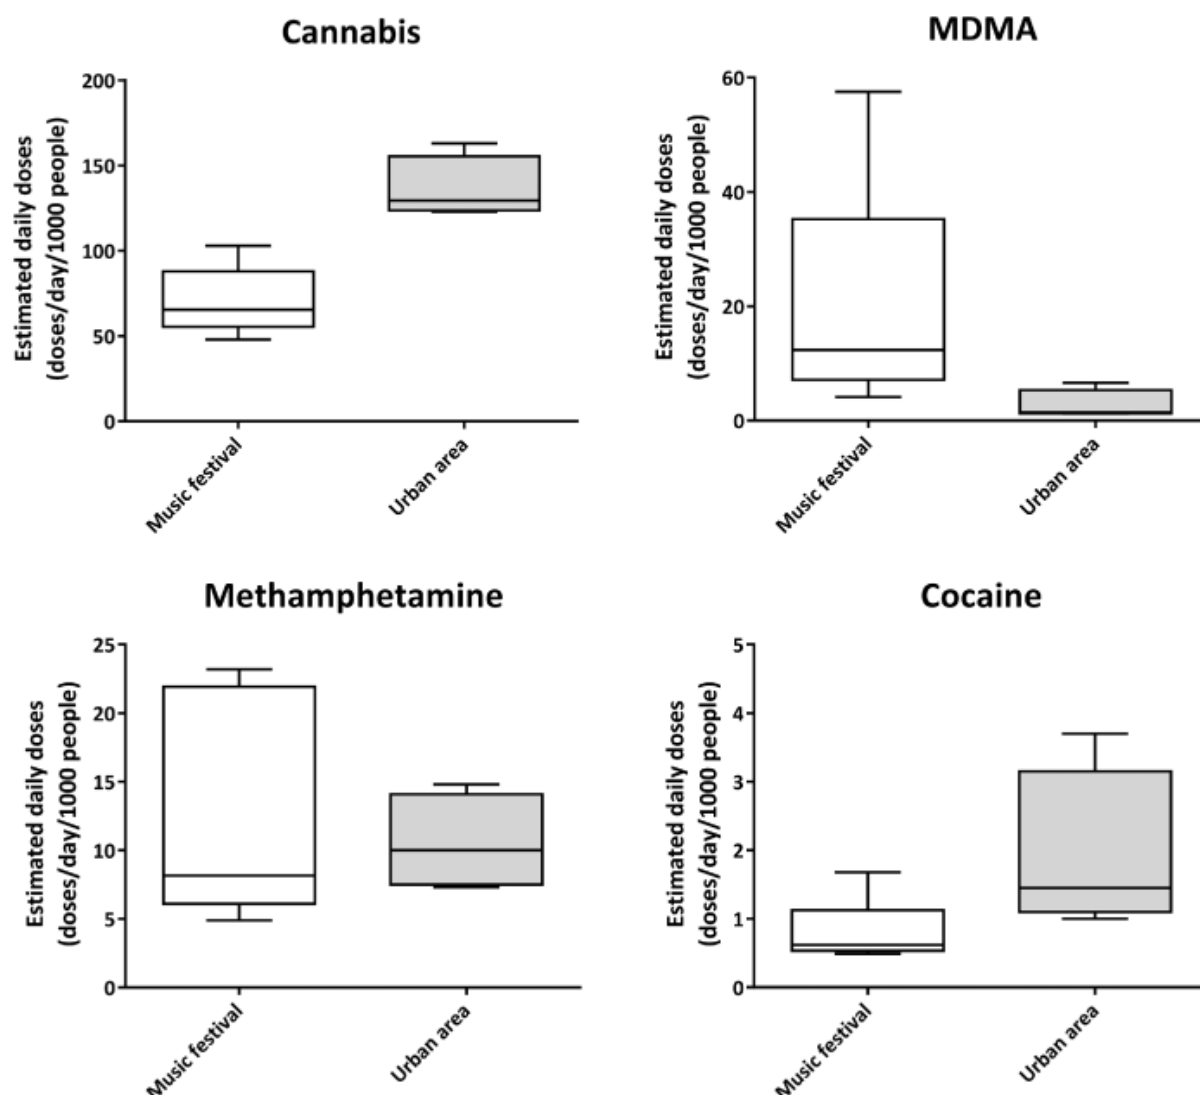 Cannabis
Estimated daily doses
(doses/day/1000 people)
200
150
100
50
0
Music festival
Urban area
MDMA
Estimated daily doses
(doses/day/1000 people)
60
40
20
0
Music festival
Urban area
Methamphetamine
Estimated daily doses
(doses/day/1000 people)
25
20
15
10
5
0
Music festival
Urban area
Cocaine
Estimated daily doses
(doses/day/1000 people)
5
4
3
2
1
0
Music festival
Urban area